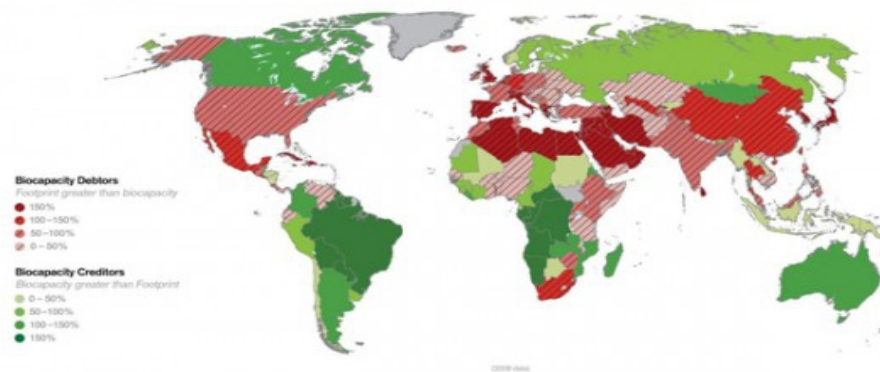 Biocapacity Debtors
Footprint greater than biocapacity
150%
100-150%
50-100%
0-50%
Biocapacity Creditors
Biocapacity greater than Footprint
0-50%
50-100%
100-150%
150%